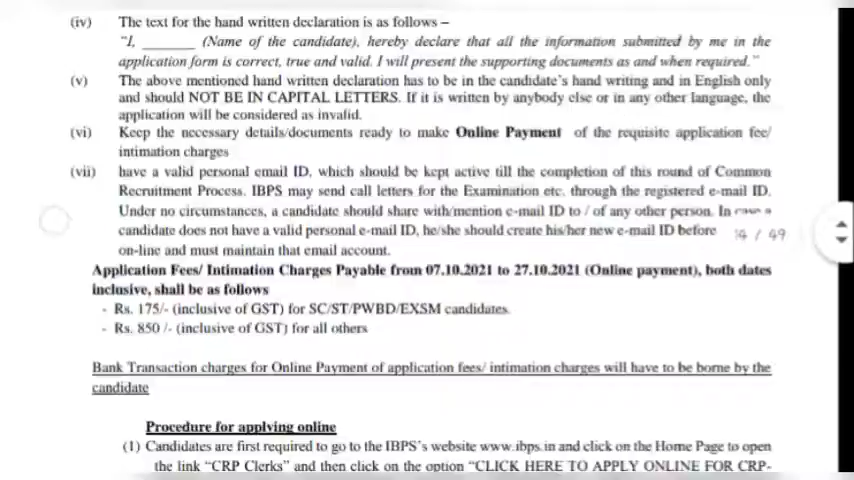 (iv) The text for the hand written declaration is as follows –
"I, _______ (Name of the candidate), hereby declare that all the information submitted by me in the
application form is correct, true and valid. I will present the supporting documents as and when required."
(v) The above mentioned hand written declaration has to be in the candidate's hand writing and in English only
and should NOT BE IN CAPITAL LETTERS. If it is written by anybody else or in any other language, the
application will be considered as invalid.
(vi) Keep the necessary details/documents ready to make Online Payment of the requisite application fee/
intimation charges
(vii) have a valid personal email ID, which should be kept active till the completion of this round of Common
Recruitment Process. IBPS may send call letters for the Examination etc. through the registered e-mail ID.
Under no circumstances, a candidate should share with/mention e-mail ID to / of any other person. In case a
candidate does not have a valid personal e-mail ID, he/she should create his/her new e-mail ID before
14 / 49
on-line and must maintain that email account.
Application Fees/ Intimation Charges Payable from 07.10.2021 to 27.10.2021 (Online payment), both dates
inclusive, shall be as follows
- Rs. 175/- (inclusive of GST) for SC/ST/PWBD/EXSM candidates.
- Rs. 850 /- (inclusive of GST) for all others
Bank Transaction charges for Online Payment of application fees/ intimation charges will have to be borne by the
candidate
Procedure for applying online
(1) Candidates are first required to go to the IBPS's website www.ibps.in and click on the Home Page to open
the link "CRP Clerks" and then click on the option "CLICK HERE TO APPLY ONLINE FOR CRP-